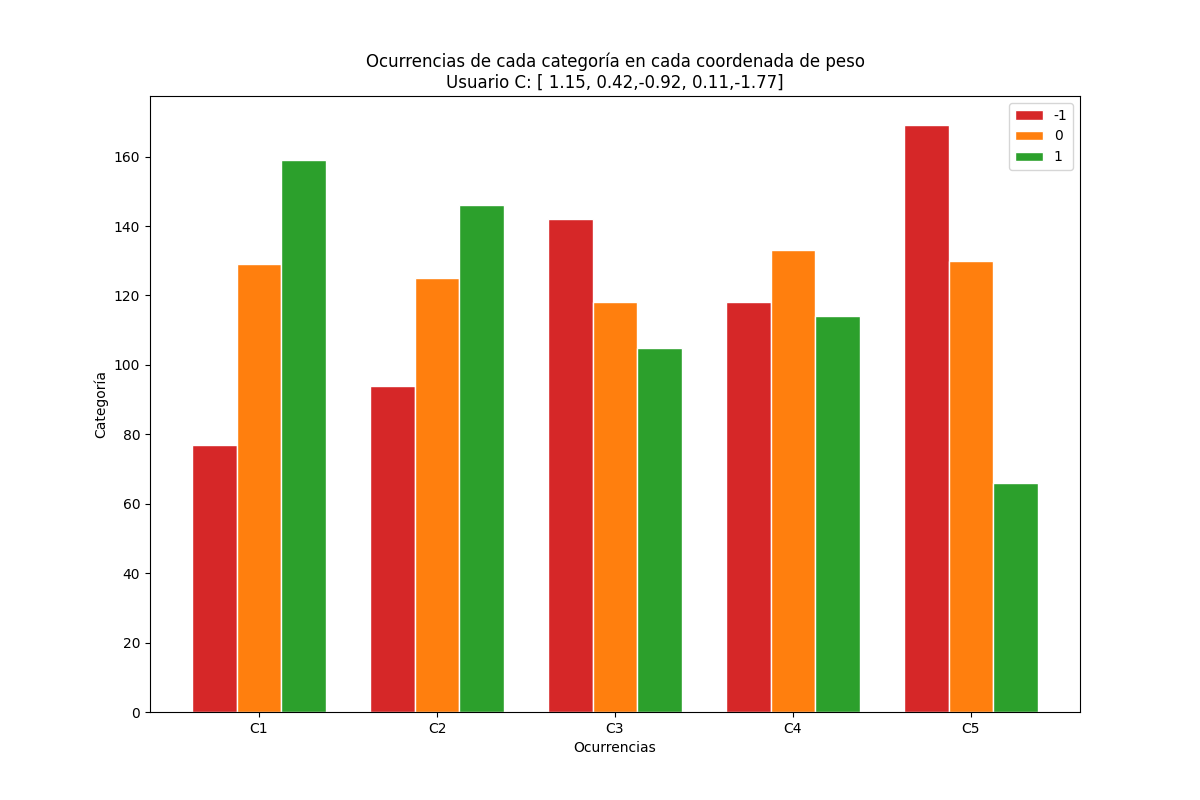 Ocurrencias de cada categoría en cada coordenada de peso
Usuario C: [ 1.15, 0.42,-0.92, 0.11,-1.77]
-1
0
1
160
140
120
100
80
60
40
20
0
Categoría
C1 C2 C3 C4 C5
Ocurrencias